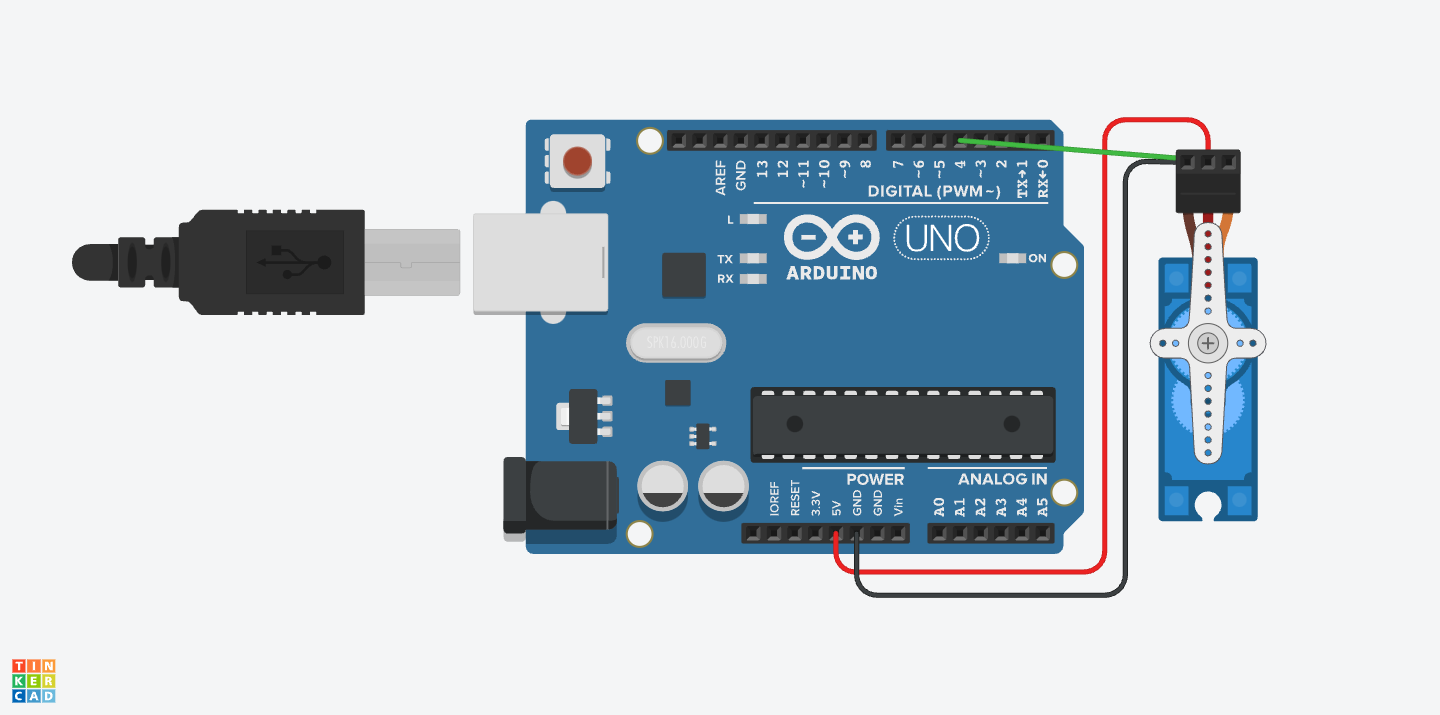 AREF
GND
13
12
~11
~10
~9
8
7
~6
~5
4
~3
2
TX→1
RX←0
DIGITAL (PWM~)
L
TX
RX
ARDUINO
UNO
ON
SPK16.000G
POWER
ANALOG IN
IOREF
RESET
3.3V
5V
GND
GND
Vin
A0
A1
A2
A3
A4
A5
TIN
KER
CAD